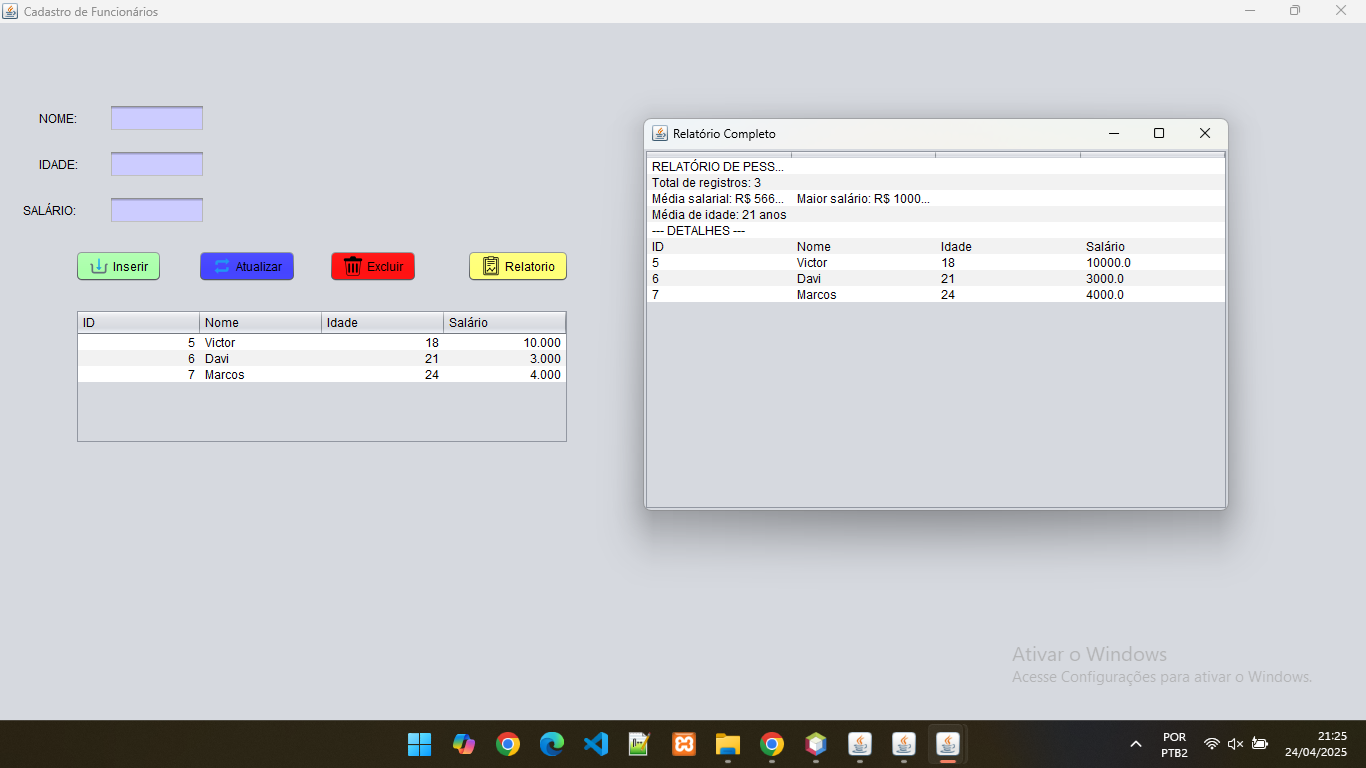 Cadastro de Funcionários
NOME:
IDADE:
SALÁRIO:
Inserir Atualizar Excluir Relatorio
ID Nome Idade Salário
5 Victor 18 10.000
6 Davi 21 3.000
7 Marcos 24 4.000
Relatório Completo
RELATÓRIO DE PESS...
Total de registros: 3
Média salarial: R$ 566... Maior salário: R$ 1000...
Média de idade: 21 anos
--- DETALHES ---
ID Nome Idade Salário
5 Victor 18 10000.0
6 Davi 21 3000.0
7 Marcos 24 4000.0
Ativar o Windows
Acesse Configurações para ativar o Windows.
POR
PTB2
21:25
24/04/2025